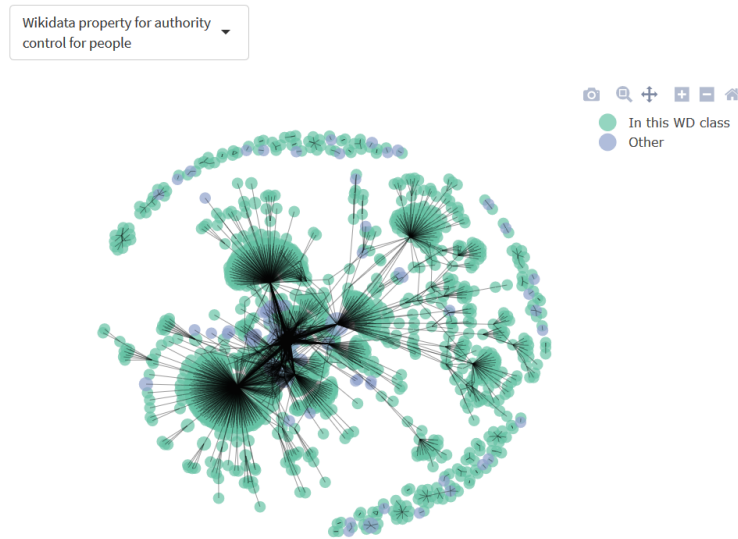 Wikidata property for authority
control for people
In this WD class
Other